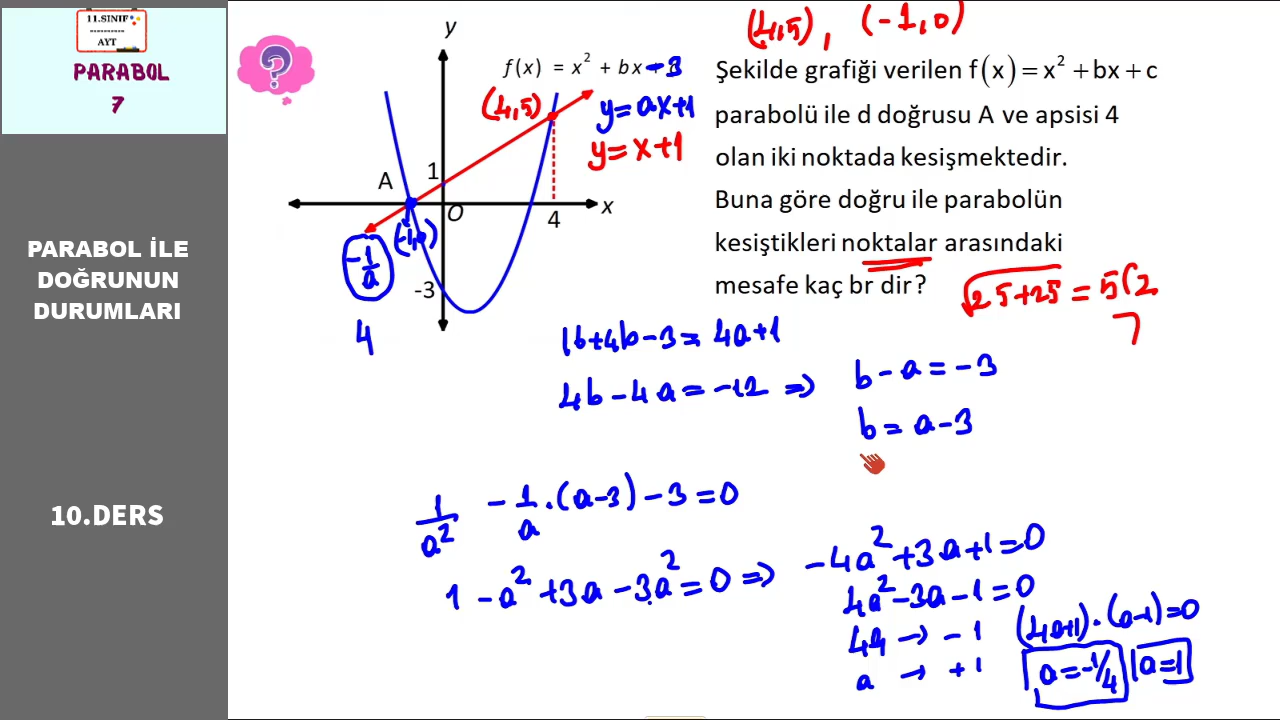 11.SINIF
AYT
PARABOL
7
PARABOL İLE
DOĞRUNUN
DURUMLARI
10.DERS
y
f(x) = x² + bx - 3
(4,5)
y = ax+1
y = x+1
1
A
O
x
4
(-1,0)
-1/a
-3
4
(4,5), (-1,0)
Şekilde grafiği verilen f(x) = x² + bx + c
parabolü ile d doğrusu A ve apsisi 4
olan iki noktada kesişmektedir.
Buna göre doğru ile parabolün
kesiştikleri noktalar arasındaki
mesafe kaç br dir?
√25+25 = 5√2
16+4b-3 = 4a+1
4b-4a = -12 ⇒ b-a = -3
b = a-3
1/a² - 1/a.(a-3) - 3 = 0
1 - a² + 3a - 3a² = 0 ⇒ -4a² + 3a + 1 = 0
4a² - 3a - 1 = 0
4a → -1 (4a+1).(a-1) = 0
a → +1 a = -1/4 a = 1